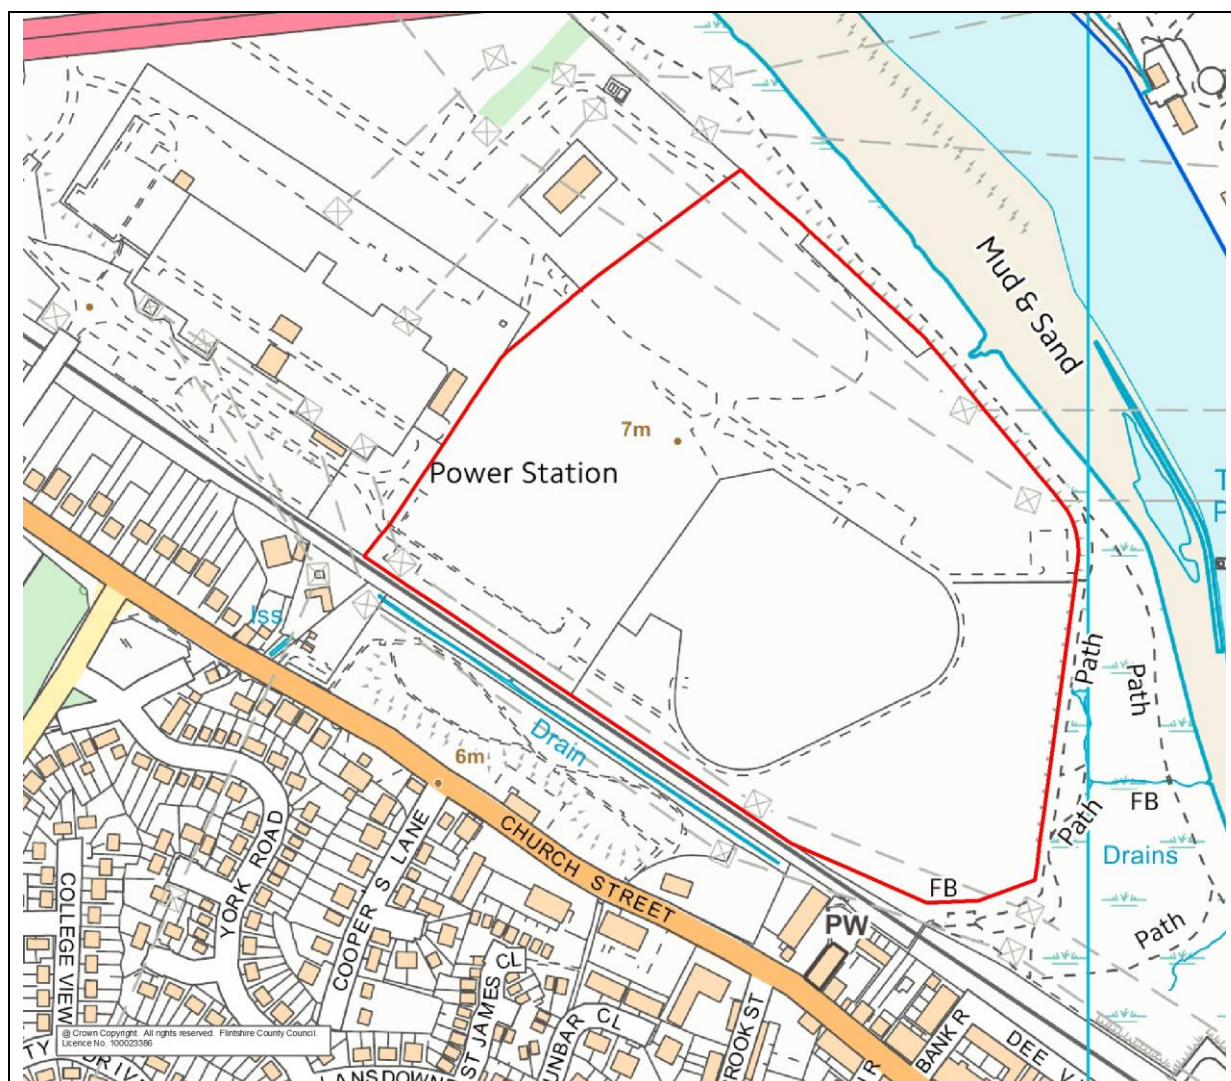 Mud & Sand
7m
Power Station
Iss
Path
Path
Drain
6m
FB
Path
YORK ROAD
COOPER'S LANE
CHURCH STREET
Drains
COLLEGE VIEW
FB
PW
Path
ST JAMES CL
CL
BANK R
DEE
@ Crown Copyright. All rights reserved. Flintshire County Council.
Licence No. 100023386